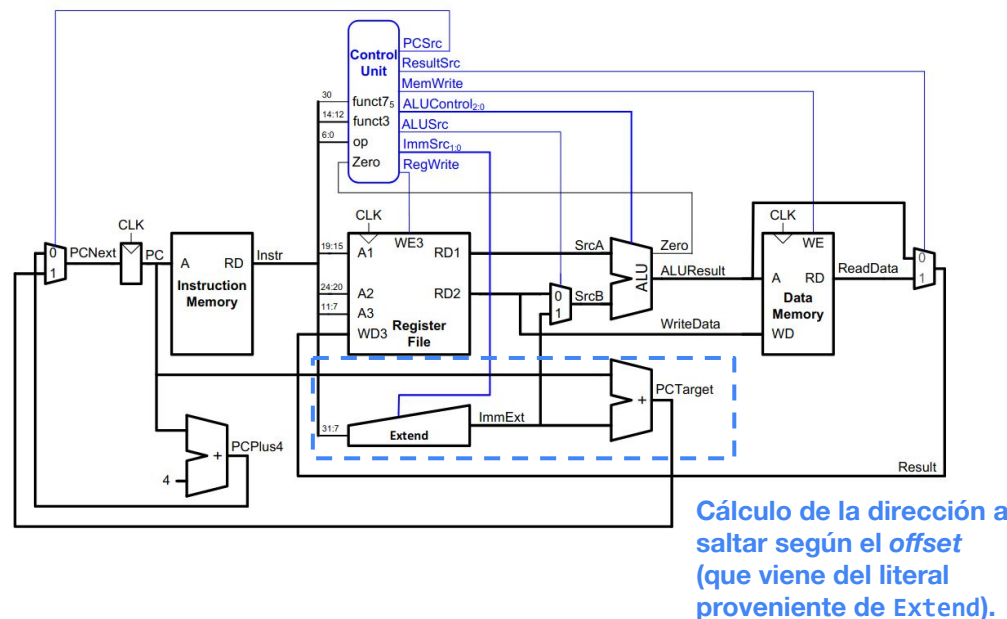 PCSrc
Control
Unit
ResultSrc
MemWrite
ALUControl2:0
ALUSrc
ImmSrc1:0
RegWrite
30
funct75
14:12
funct3
6:0
op
Zero
CLK
CLK
CLK
0
1
PCNext
PC
A RD
Instruction
Memory
Instr
19:15
A1
WE3
RD1
24:20
A2
RD2
11:7
A3
WD3
Register
File
SrcA
0
1
SrcB
ALU
Zero
ALUResult
WriteData
WE
A RD
Data
Memory
WD
ReadData
0
1
31:7
Extend
ImmExt
+
PCTarget
+
PCPlus4
4
Result
Cálculo de la dirección a
saltar según el offset
(que viene del literal
proveniente de Extend).